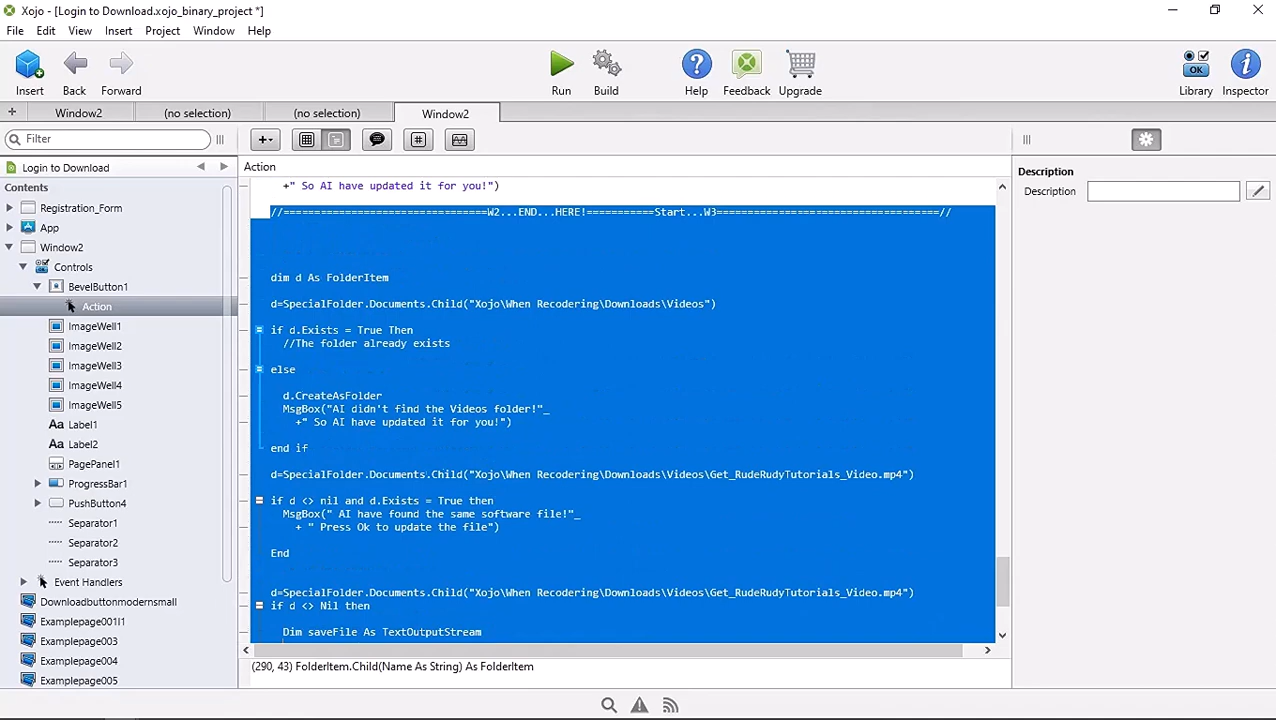 Xojo - [Login to Download.xojo_binary_project *]
File Edit View Insert Project Window Help
Insert Back Forward Run Build Help Feedback Upgrade OK Library Inspector
+ Window2 (no selection) (no selection) Window2
Filter
Login to Download
Action
Contents
Registration_Form
App
Window2
Controls
BevelButton1
Action
ImageWell1
ImageWell2
ImageWell3
ImageWell4
ImageWell5
Aa Label1
Aa Label2
PagePanel1
ProgressBar1
PushButton4
Separator1
Separator2
Separator3
Event Handlers
Downloadbuttonmodernsmall
Examplepage001l1
Examplepage003
Examplepage004
Examplepage005
+" So AI have updated it for you!")
//=================================W2...END...HERE!===========Start...W3====================================//
dim d As FolderItem
d=SpecialFolder.Documents.Child("Xojo\When Recodering\Downloads\Videos")
if d.Exists = True Then
//The folder already exists
else
d.CreateAsFolder
MsgBox("AI didn't find the Videos folder!"_
+" So AI have updated it for you!")
end if
d=SpecialFolder.Documents.Child("Xojo\When Recodering\Downloads\Videos\Get_RudeRudyTutorials_Video.mp4")
if d <> nil and d.Exists = True then
MsgBox(" AI have found the same software file!"_
+ " Press Ok to update the file")
End
d=SpecialFolder.Documents.Child("Xojo\When Recodering\Downloads\Videos\Get_RudeRudyTutorials_Video.mp4")
if d <> Nil then
Dim saveFile As TextOutputStream
(290, 43) FolderItem.Child(Name As String) As FolderItem
Description
Description